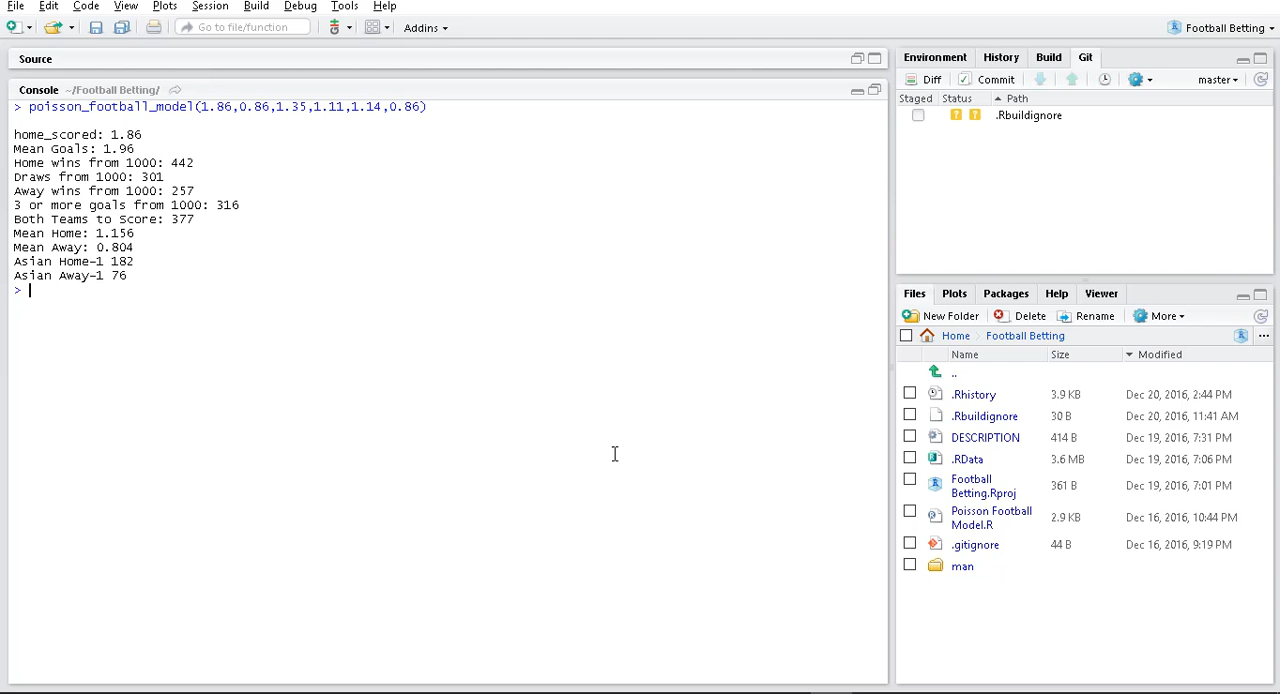 File Edit Code View Plots Session Build Debug Tools Help
Go to file/function Addins Football Betting
Source
Console ~/Football Betting/
> poisson_football_model(1.86,0.86,1.35,1.11,1.14,0.86)
home_scored: 1.86
Mean Goals: 1.96
Home wins from 1000: 442
Draws from 1000: 301
Away wins from 1000: 257
3 or more goals from 1000: 316
Both Teams to Score: 377
Mean Home: 1.156
Mean Away: 0.804
Asian Home-1 182
Asian Away-1 76
>
Environment History Build Git
Diff Commit master
Staged Status Path
? ? .Rbuildignore
Files Plots Packages Help Viewer
New Folder Delete Rename More
Home Football Betting ...
Name Size Modified
..
.Rhistory 3.9 KB Dec 20, 2016, 2:44 PM
.Rbuildignore 30 B Dec 20, 2016, 11:41 AM
DESCRIPTION 414 B Dec 19, 2016, 7:31 PM
.RData 3.6 MB Dec 19, 2016, 7:06 PM
Football
Betting.Rproj 361 B Dec 19, 2016, 7:01 PM
Poisson Football
Model.R 2.9 KB Dec 16, 2016, 10:44 PM
.gitignore 44 B Dec 16, 2016, 9:19 PM
man